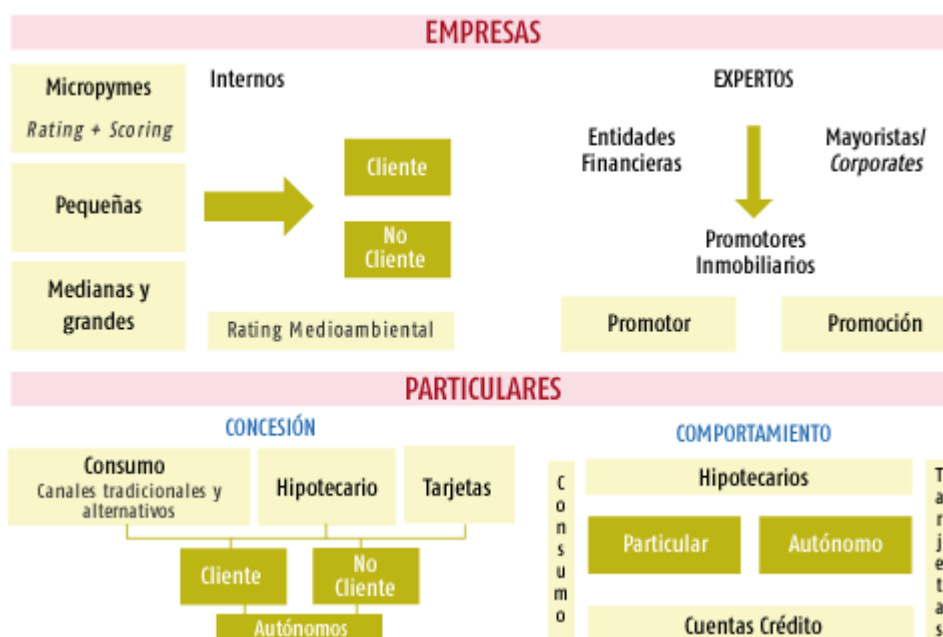 EMPRESAS
Micropymes
Rating + Scoring
Pequeñas
Medianas y
grandes
Internos
Cliente
No
Cliente
Rating Medioambiental
EXPERTOS
Entidades
Financieras
Mayoristas/
Corporates
Promotores
Inmobiliarios
Promotor
Promoción
PARTICULARES
CONCESIÓN
Consumo
Canales tradicionales y
alternativos
Hipotecario
Tarjetas
Cliente
No
Cliente
Autónomos
COMPORTAMIENTO
Consumo
Hipotecarios
Particular
Autónomo
Cuentas Crédito
Tarjetas